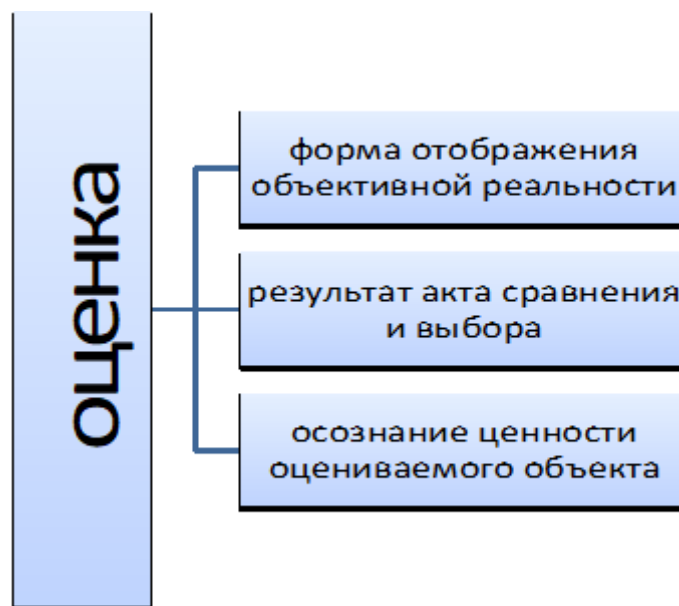 оценка
форма отображения
объективной реальности
результат акта сравнения
и выбора
осознание ценности
оцениваемого объекта